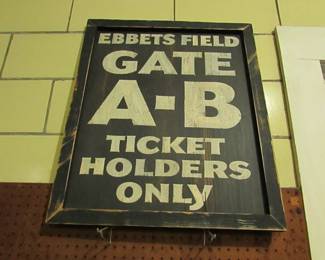 EBBETS FIELD
GATE
A-B
TICKET
HOLDERS
ONLY